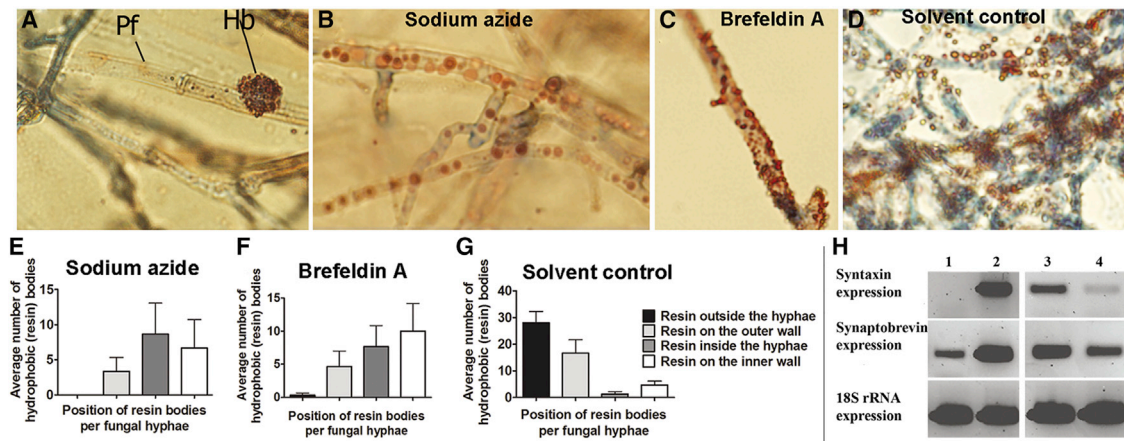 A
Pf
Hb
B
Sodium azide
C
Brefeldin A
D
Solvent control
E
Sodium azide
Average number of
hydrophobic (resin) bodies
15
10
5
0
Position of resin bodies
per fungal hyphae
F
Brefeldin A
Average number of
hydrophobic (resin) bodies
15
10
5
0
Position of resin bodies
per fungal hyphae
G
Solvent control
Average number of
hydrophobic (resin) bodies
40
30
20
10
0
Resin outside the hyphae
Resin on the outer wall
Resin inside the hyphae
Resin on the inner wall
Position of resin bodies
per fungal hyphae
H
1 2 3 4
Syntaxin
expression
Synaptobrevin
expression
18S rRNA
expression